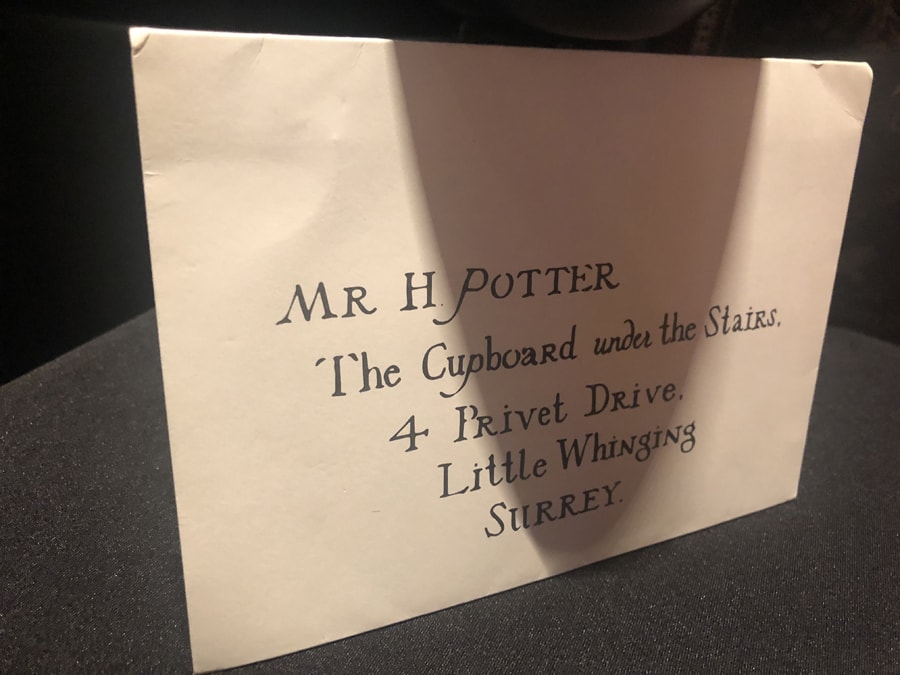 Mr H. Potter
The Cupboard under the Stairs,
4 Privet Drive,
Little Whinging
Surrey.